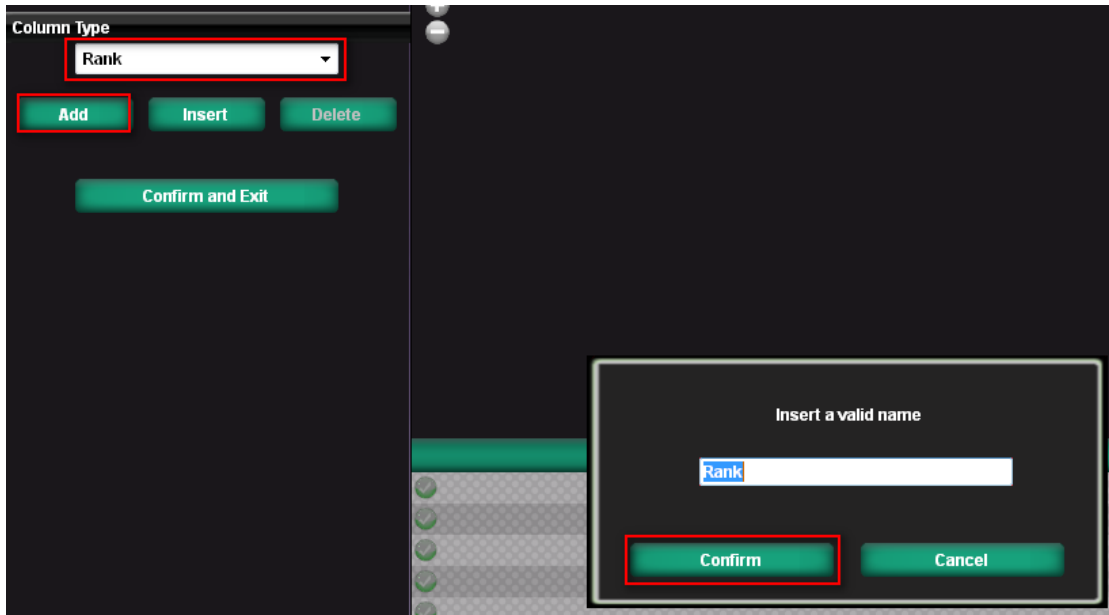 Column Type
Rank
Add Insert Delete
Confirm and Exit
Insert a valid name
Rank
Confirm Cancel